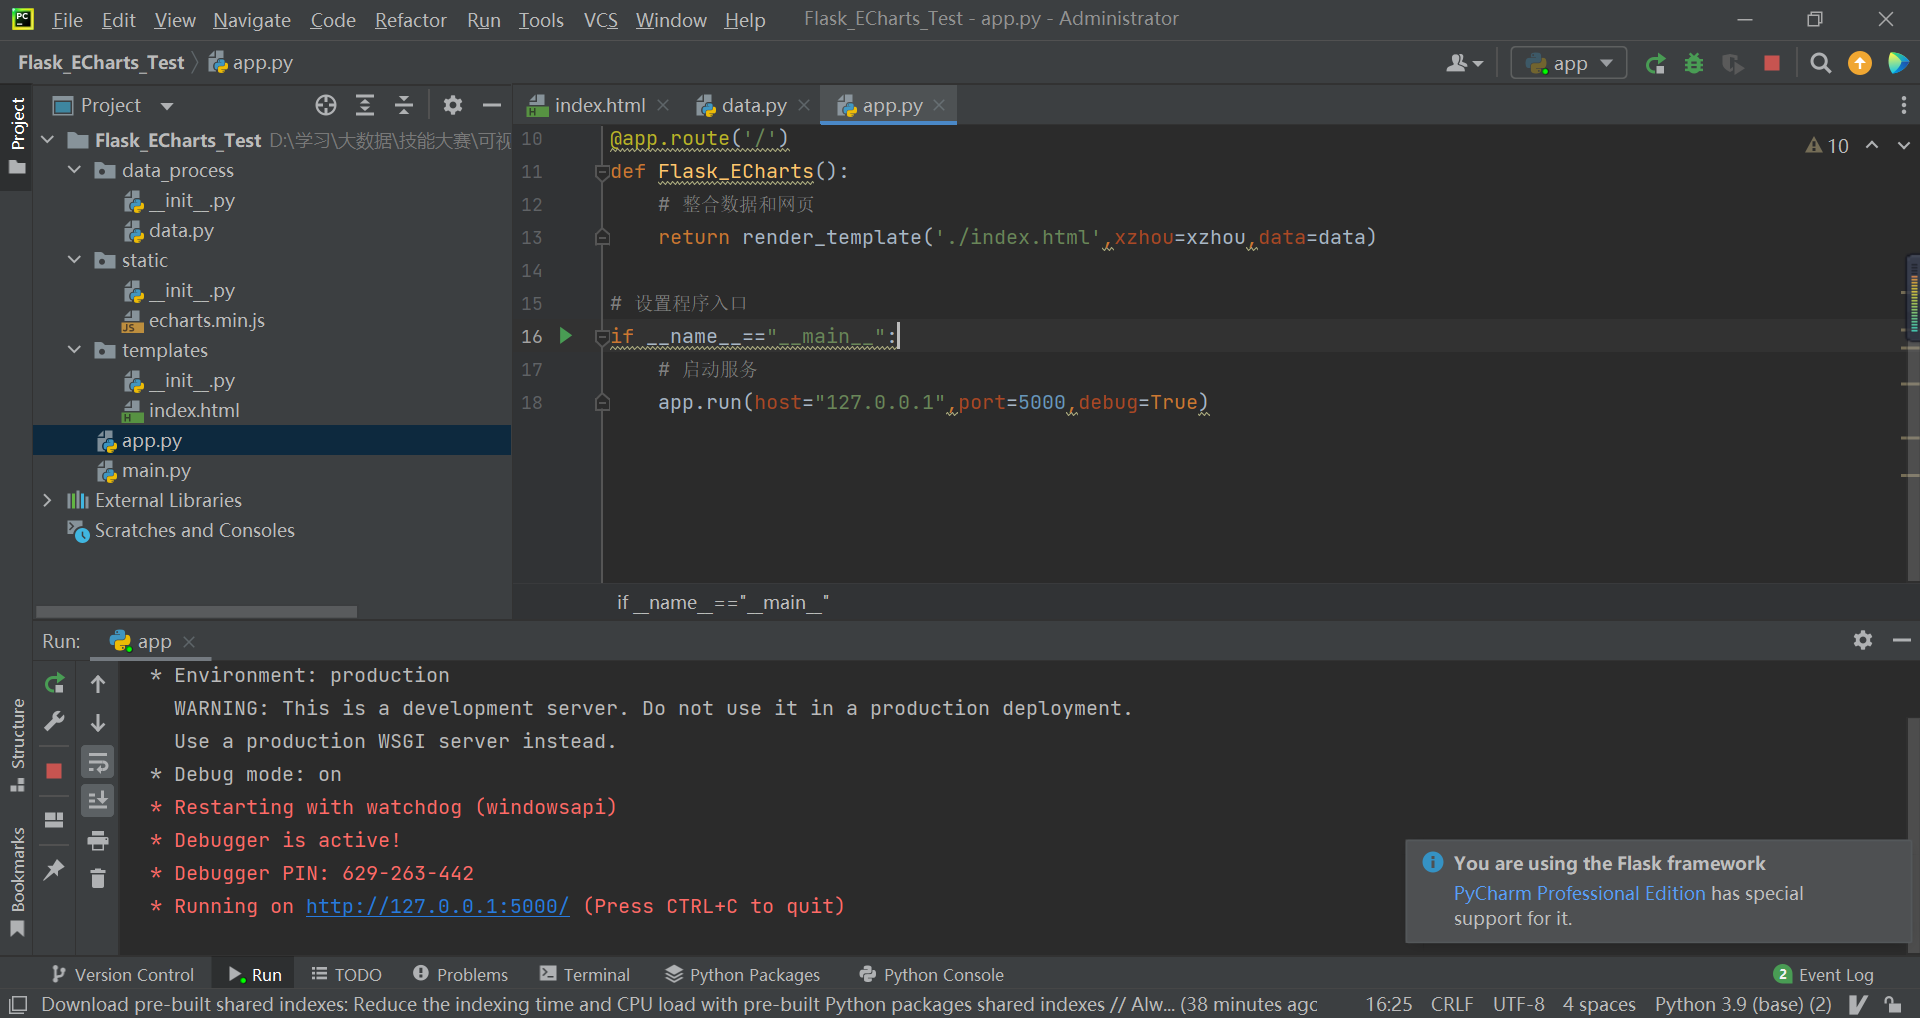 File Edit View Navigate Code Refactor Run Tools VCS Window Help Flask_ECharts_Test - app.py - Administrator
Flask_ECharts_Test app.py
app
Project
Project
Flask_ECharts_Test D:\学习\大数据\技能大赛\可视
data_process
__init__.py
data.py
static
__init__.py
echarts.min.js
templates
__init__.py
index.html
app.py
main.py
External Libraries
Scratches and Consoles
index.html data.py app.py
10 @app.route('/')
11 def Flask_ECharts():
12 # 整合数据和网页
13 return render_template('./index.html',xzhou=xzhou,data=data)
14
15 # 设置程序入口
16 if __name__=="__main__":
17 # 启动服务
18 app.run(host="127.0.0.1",port=5000,debug=True)
10
if __name__=="__main__"
Run: app
* Environment: production
WARNING: This is a development server. Do not use it in a production deployment.
Use a production WSGI server instead.
* Debug mode: on
* Restarting with watchdog (windowsapi)
* Debugger is active!
* Debugger PIN: 629-263-442
* Running on http://127.0.0.1:5000/ (Press CTRL+C to quit)
Structure
Bookmarks
You are using the Flask framework
PyCharm Professional Edition has special
support for it.
Version Control Run TODO Problems Terminal Python Packages Python Console 2 Event Log
Download pre-built shared indexes: Reduce the indexing time and CPU load with pre-built Python packages shared indexes // Alw... (38 minutes agc 16:25 CRLF UTF-8 4 spaces Python 3.9 (base) (2)